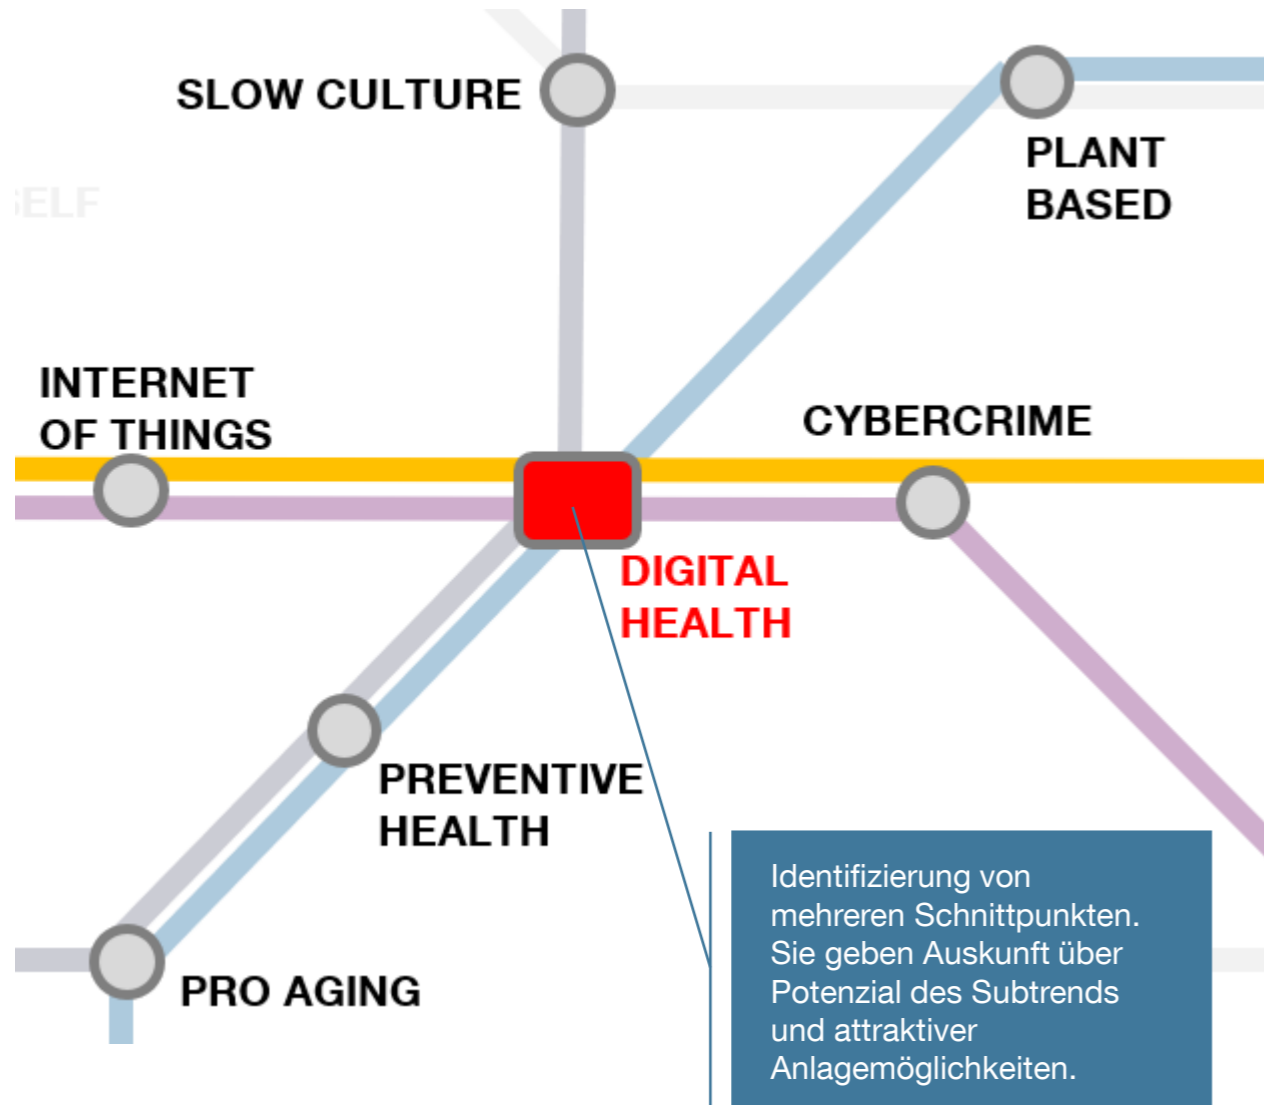 SLOW CULTURE
PLANT
BASED
ELF
INTERNET
OF THINGS
CYBERCRIME
DIGITAL
HEALTH
PREVENTIVE
HEALTH
PRO AGING
Identifizierung von
mehreren Schnittpunkten.
Sie geben Auskunft über
Potenzial des Subtrends
und attraktiver
Anlagemöglichkeiten.